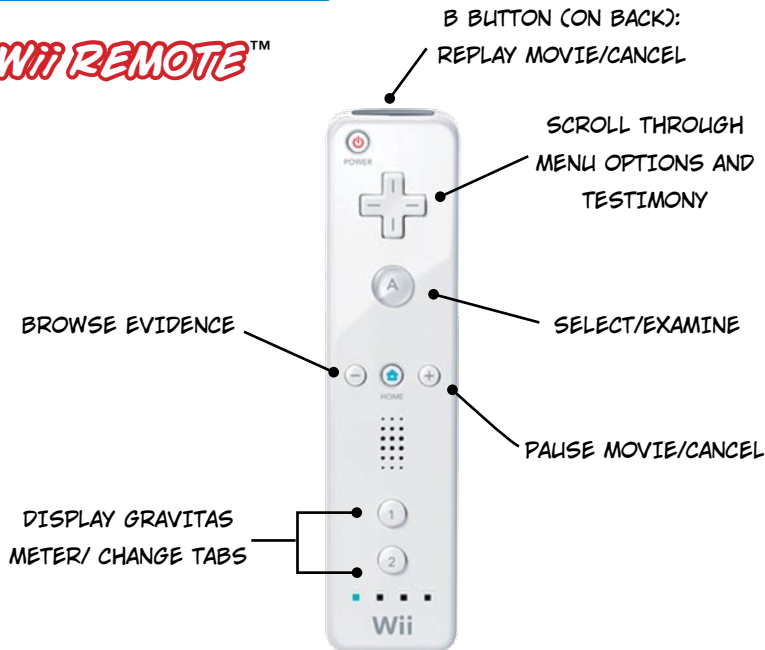 Wii REMOTE™
B BUTTON (ON BACK):
REPLAY MOVIE/CANCEL
SCROLL THROUGH
MENU OPTIONS AND
TESTIMONY
POWER
A
BROWSE EVIDENCE
SELECT/EXAMINE
HOME
PAUSE MOVIE/CANCEL
DISPLAY GRAVITAS
METER/ CHANGE TABS
1
2
Wii